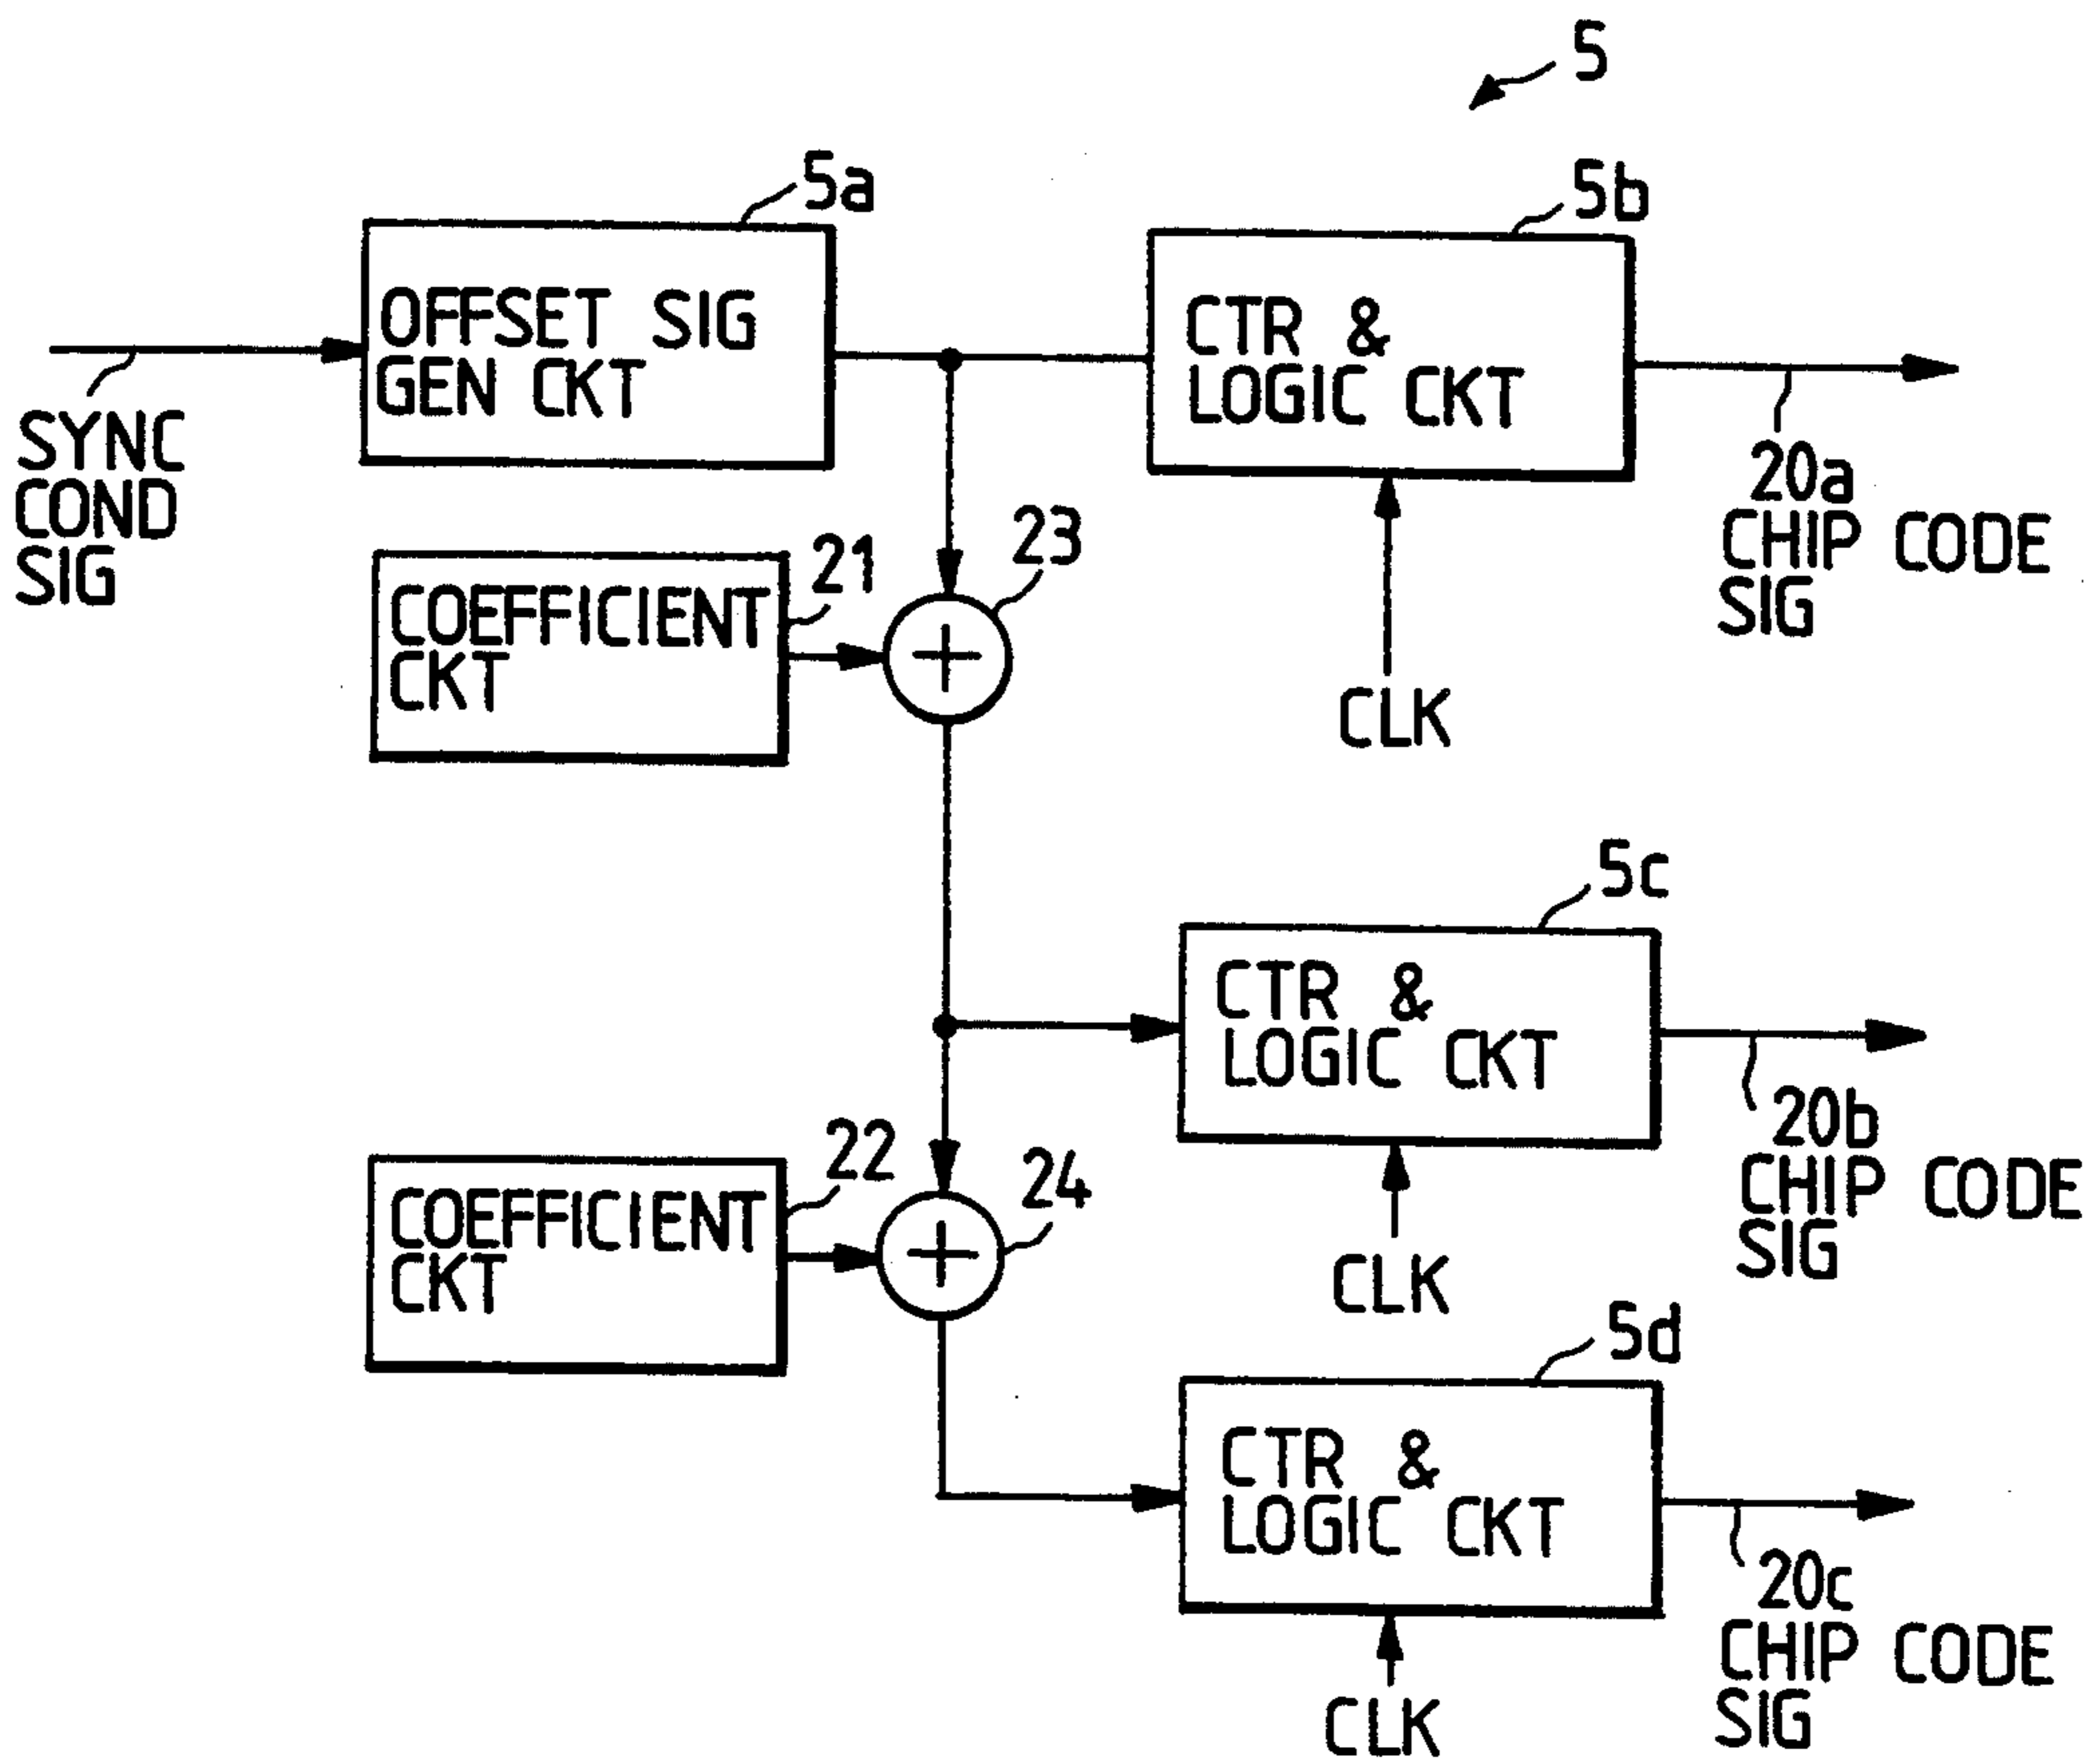 5
5a
5b
OFFSET SIG
GEN CKT
CTR &
LOGIC CKT
SYNC
COND
SIG
20a
CHIP CODE
SIG
21
23
COEFFICIENT
CKT
CLK
5c
CTR &
LOGIC CKT
20b
CHIP CODE
SIG
22
24
COEFFICIENT
CKT
CLK
5d
CTR &
LOGIC CKT
20c
CHIP CODE
SIG
CLK